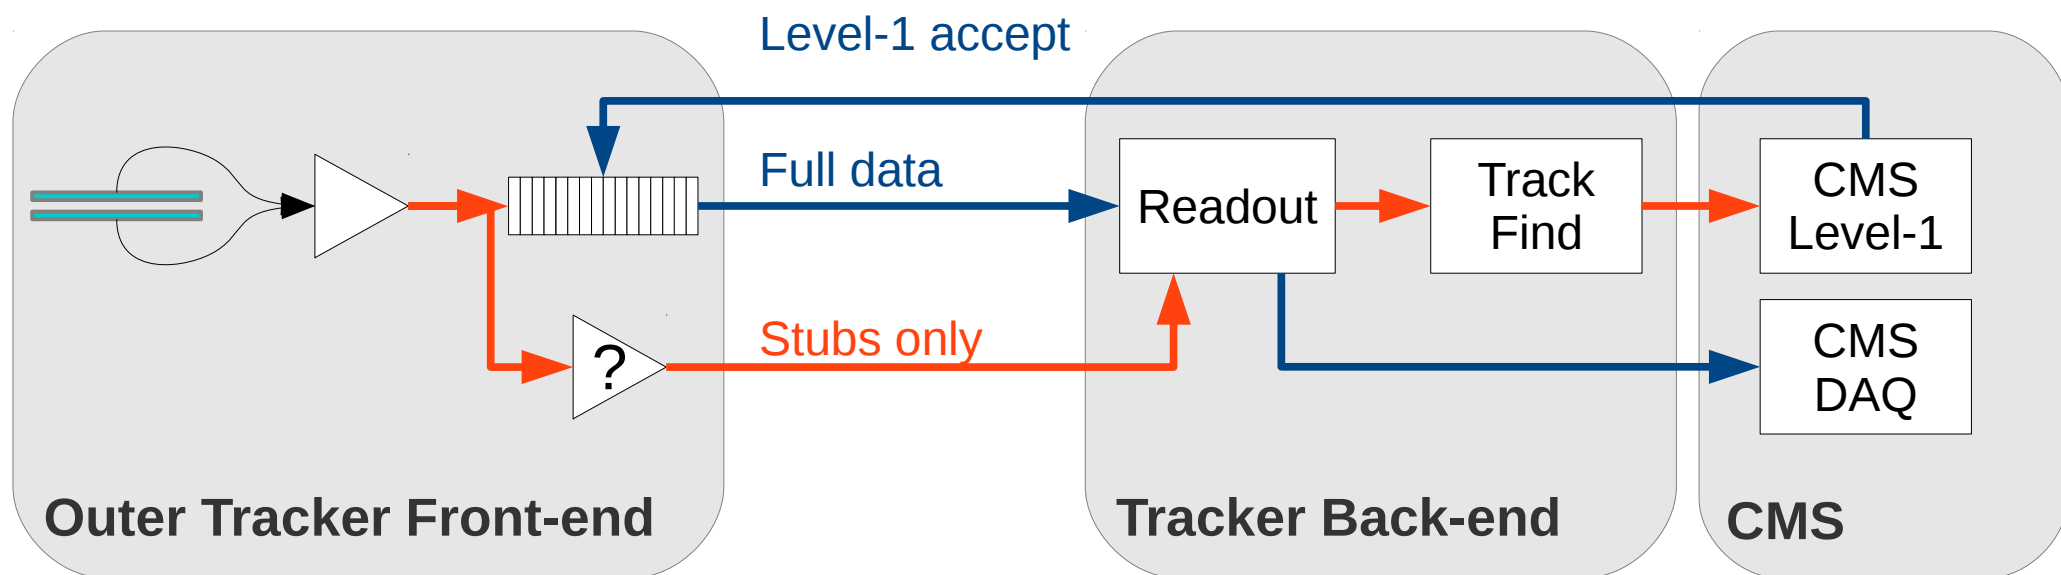 Level-1 accept
Full data
Stubs only
?
Readout
Track
Find
CMS
Level-1
CMS
DAQ
Outer Tracker Front-end
Tracker Back-end
CMS